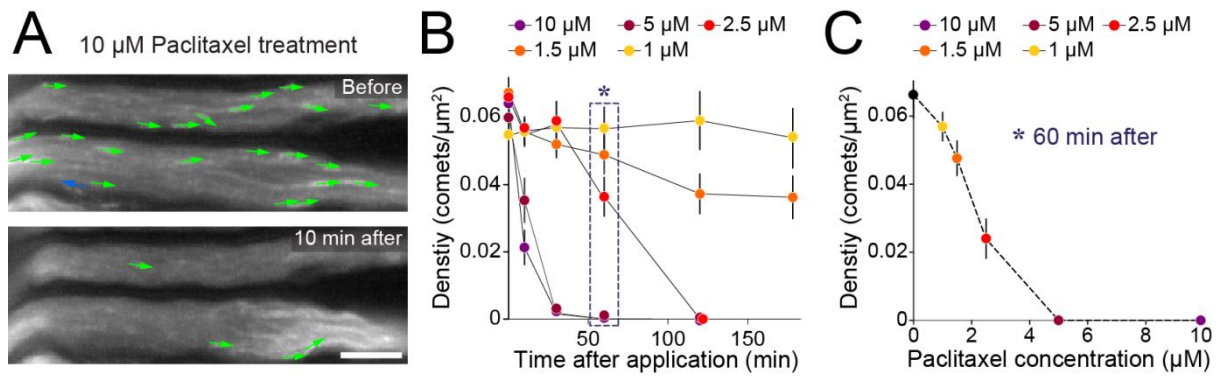 A
10 µM Paclitaxel treatment
Before
10 min after
B
10 µM 5 µM 2.5 µM
1.5 µM 1 µM
Denstiy (comets/µm²)
0.06
0.04
0.02
0
*
50 100 150
Time after application (min)
C
10 µM 5 µM 2.5 µM
1.5 µM 1 µM
Denstiy (comets/µm²)
0.06
0.04
0.02
0
* 60 min after
0 2 4 6 8 10
Paclitaxel concentration (µM)